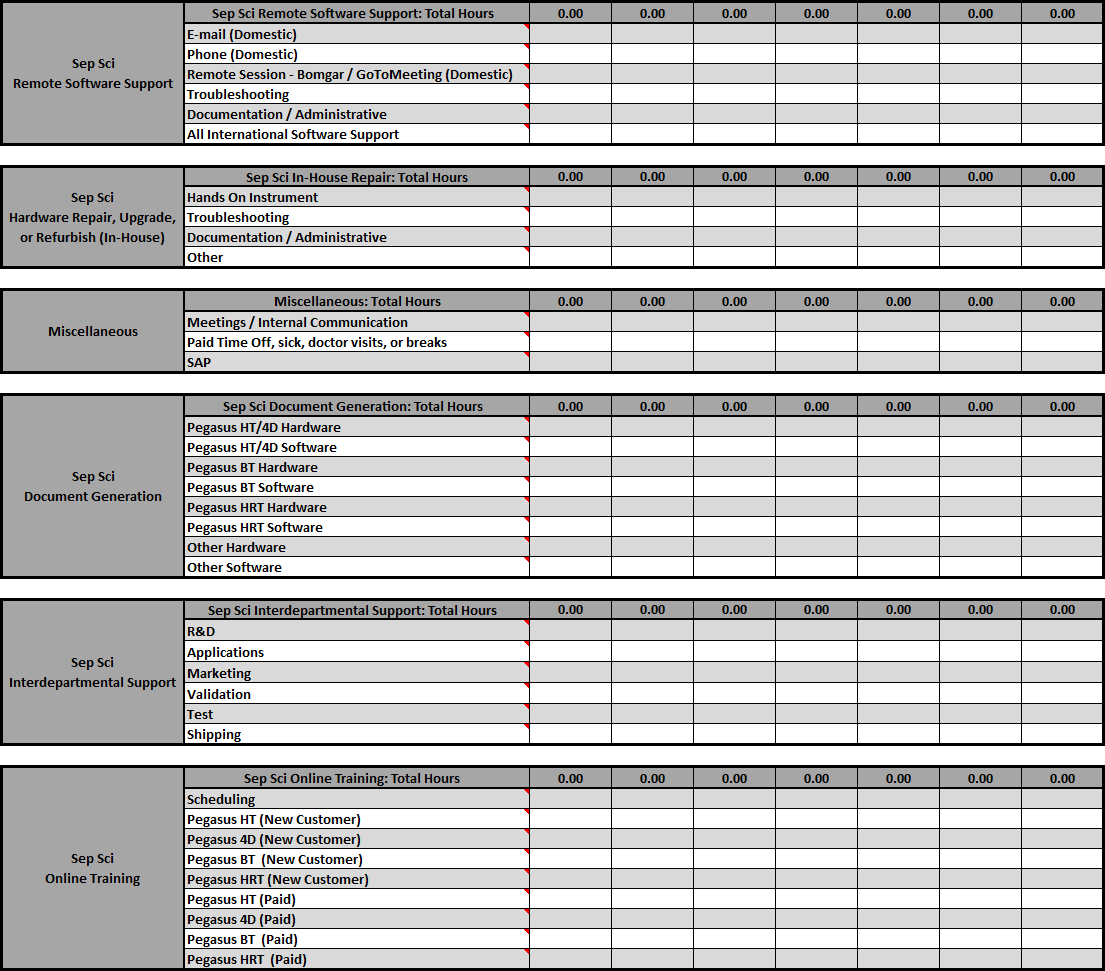 Sep Sci Remote Software Support: Total Hours 0.00 0.00 0.00 0.00 0.00 0.00 0.00
Sep Sci
Remote Software Support
E-mail (Domestic)
Phone (Domestic)
Remote Session - Bomgar / GoToMeeting (Domestic)
Troubleshooting
Documentation / Administrative
All International Software Support
Sep Sci In-House Repair: Total Hours 0.00 0.00 0.00 0.00 0.00 0.00 0.00
Sep Sci
Hardware Repair, Upgrade,
or Refurbish (In-House)
Hands On Instrument
Troubleshooting
Documentation / Administrative
Other
Miscellaneous: Total Hours 0.00 0.00 0.00 0.00 0.00 0.00 0.00
Miscellaneous
Meetings / Internal Communication
Paid Time Off, sick, doctor visits, or breaks
SAP
Sep Sci Document Generation: Total Hours 0.00 0.00 0.00 0.00 0.00 0.00 0.00
Sep Sci
Document Generation
Pegasus HT/4D Hardware
Pegasus HT/4D Software
Pegasus BT Hardware
Pegasus BT Software
Pegasus HRT Hardware
Pegasus HRT Software
Other Hardware
Other Software
Sep Sci Interdepartmental Support: Total Hours 0.00 0.00 0.00 0.00 0.00 0.00 0.00
Sep Sci
Interdepartmental Support
R&D
Applications
Marketing
Validation
Test
Shipping
Sep Sci Online Training: Total Hours 0.00 0.00 0.00 0.00 0.00 0.00 0.00
Sep Sci
Online Training
Scheduling
Pegasus HT (New Customer)
Pegasus 4D (New Customer)
Pegasus BT  (New Customer)
Pegasus HRT (New Customer)
Pegasus HT (Paid)
Pegasus 4D (Paid)
Pegasus BT  (Paid)
Pegasus HRT  (Paid)